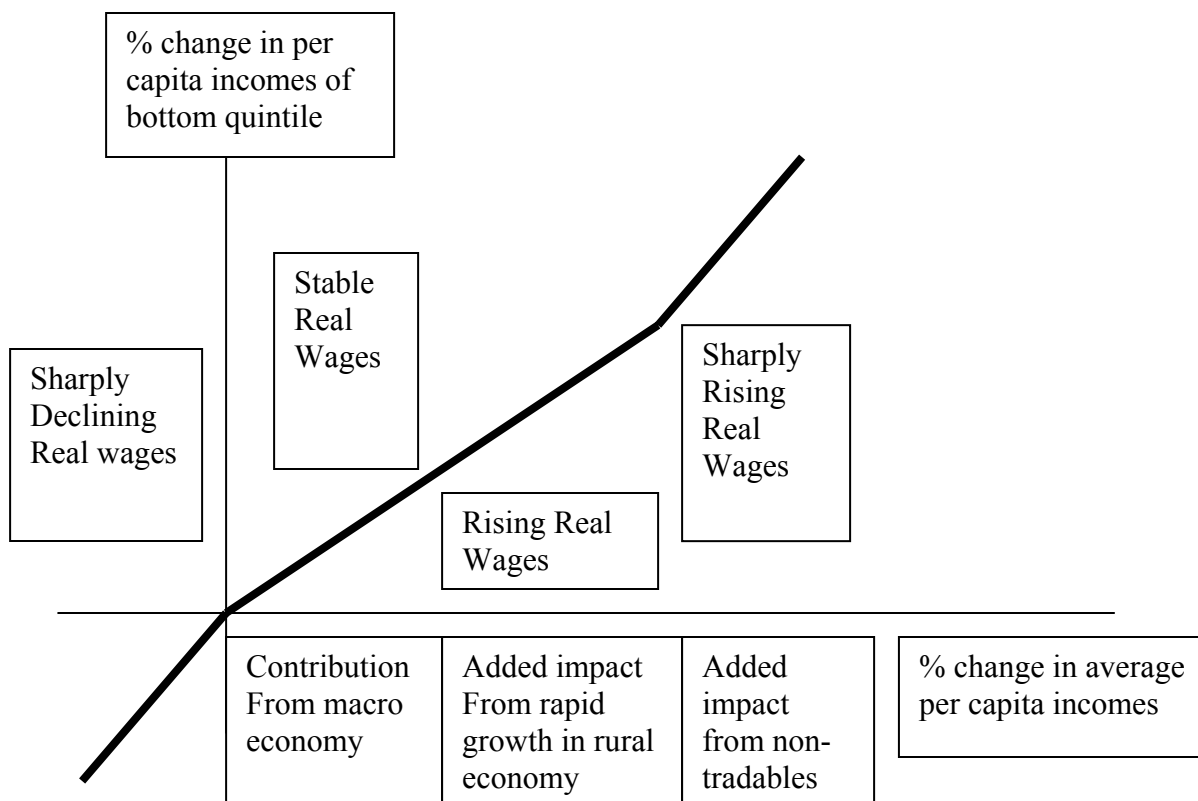 % change in per
capita incomes of
bottom quintile
Stable
Real
Wages
Sharply
Declining
Real wages
Sharply
Rising
Real
Wages
Rising Real
Wages
Contribution
From macro
economy
Added impact
From rapid
growth in rural
economy
Added
impact
from non-
tradables
% change in average
per capita incomes